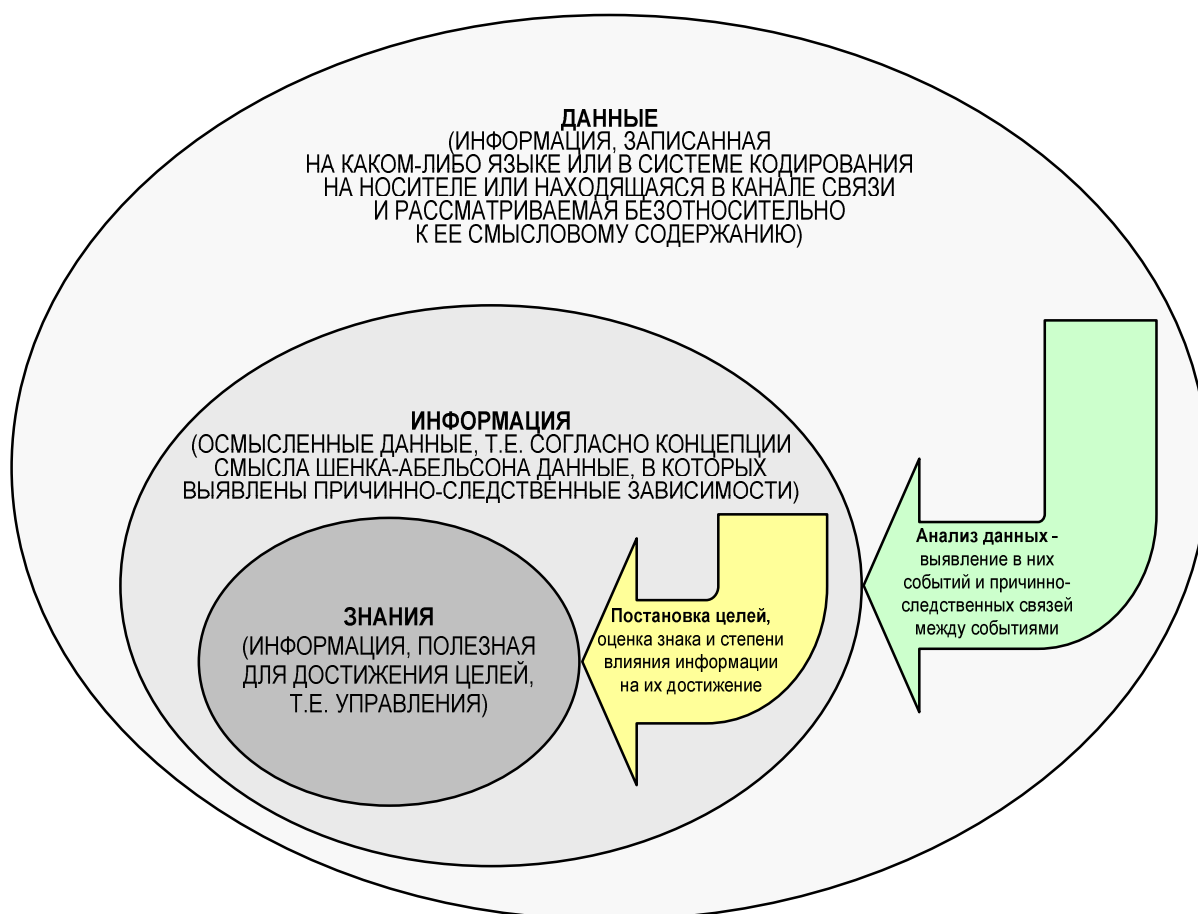 ДАННЫЕ
(ИНФОРМАЦИЯ, ЗАПИСАННАЯ
НА КАКОМ-ЛИБО ЯЗЫКЕ ИЛИ В СИСТЕМЕ КОДИРОВАНИЯ
НА НОСИТЕЛЕ ИЛИ НАХОДЯЩАЯСЯ В КАНАЛЕ СВЯЗИ
И РАССМАТРИВАЕМАЯ БЕЗОТНОСИТЕЛЬНО
К ЕЕ СМЫСЛОВОМУ СОДЕРЖАНИЮ)
ИНФОРМАЦИЯ
(ОСМЫСЛЕННЫЕ ДАННЫЕ, Т.Е. СОГЛАСНО КОНЦЕПЦИИ
СМЫСЛА ШЕНКА-АБЕЛЬСОНА ДАННЫЕ, В КОТОРЫХ
ВЫЯВЛЕНЫ ПРИЧИННО-СЛЕДСТВЕННЫЕ ЗАВИСИМОСТИ)
Анализ данных -
выявление в них
событий и причинно-
следственных связей
между событиями
Постановка целей,
оценка знака и степени
влияния информации
на их достижение
ЗНАНИЯ
(ИНФОРМАЦИЯ, ПОЛЕЗНАЯ
ДЛЯ ДОСТИЖЕНИЯ ЦЕЛЕЙ,
Т.Е. УПРАВЛЕНИЯ)